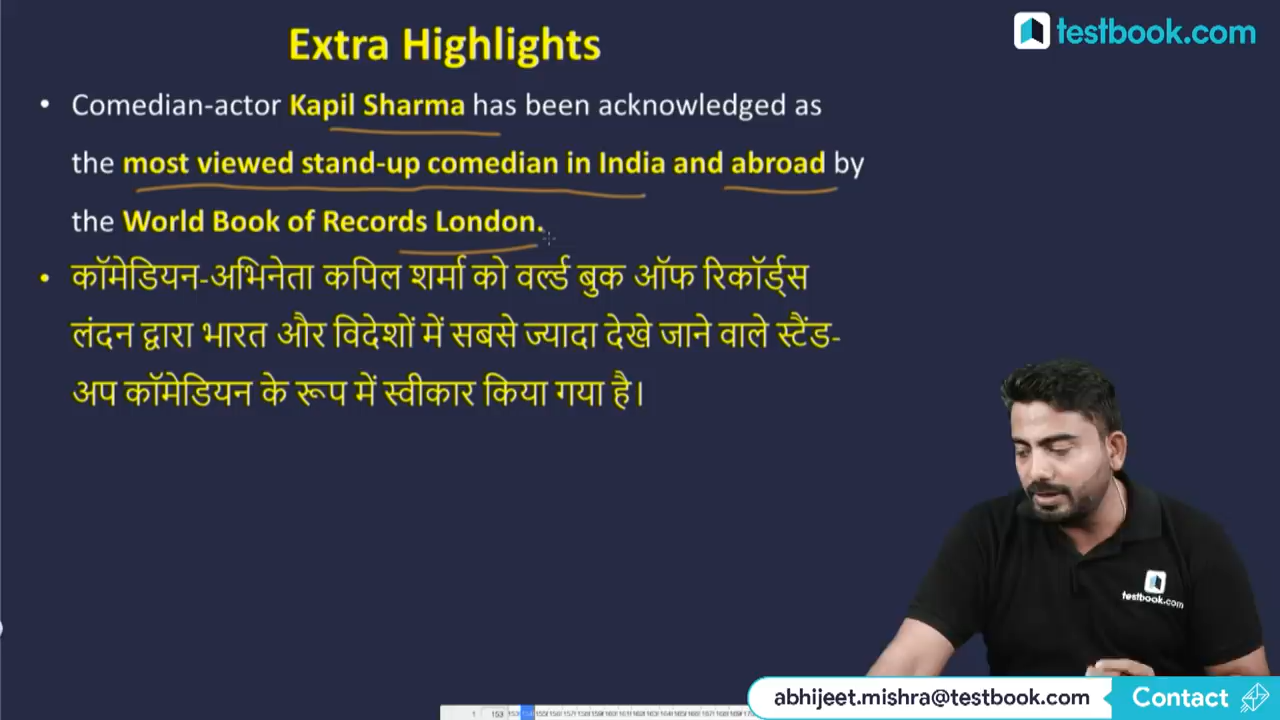 Extra Highlights
testbook.com
• Comedian-actor Kapil Sharma has been acknowledged as
the most viewed stand-up comedian in India and abroad by
the World Book of Records London.
• कॉमेडियन-अभिनेता कपिल शर्मा को वर्ल्ड बुक ऑफ रिकॉर्ड्स
लंदन द्वारा भारत और विदेशों में सबसे ज्यादा देखे जाने वाले स्टैंड-
अप कॉमेडियन के रूप में स्वीकार किया गया है।
testbook.com
abhijeet.mishra@testbook.com Contact
1 153